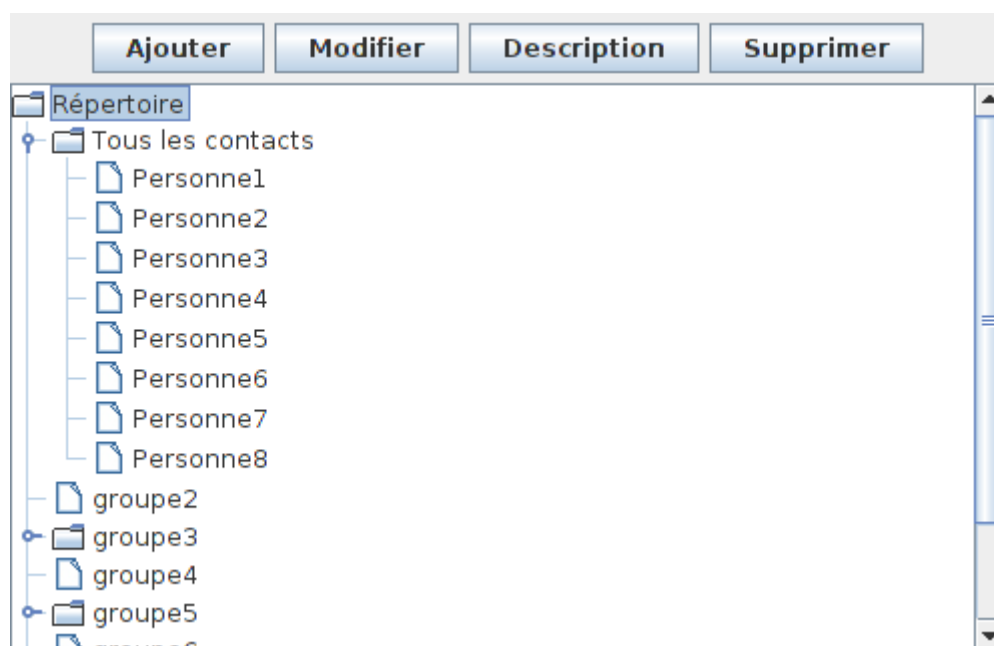 Ajouter Modifier Description Supprimer
Répertoire
Tous les contacts
Personne1
Personne2
Personne3
Personne4
Personne5
Personne6
Personne7
Personne8
groupe2
groupe3
groupe4
groupe5